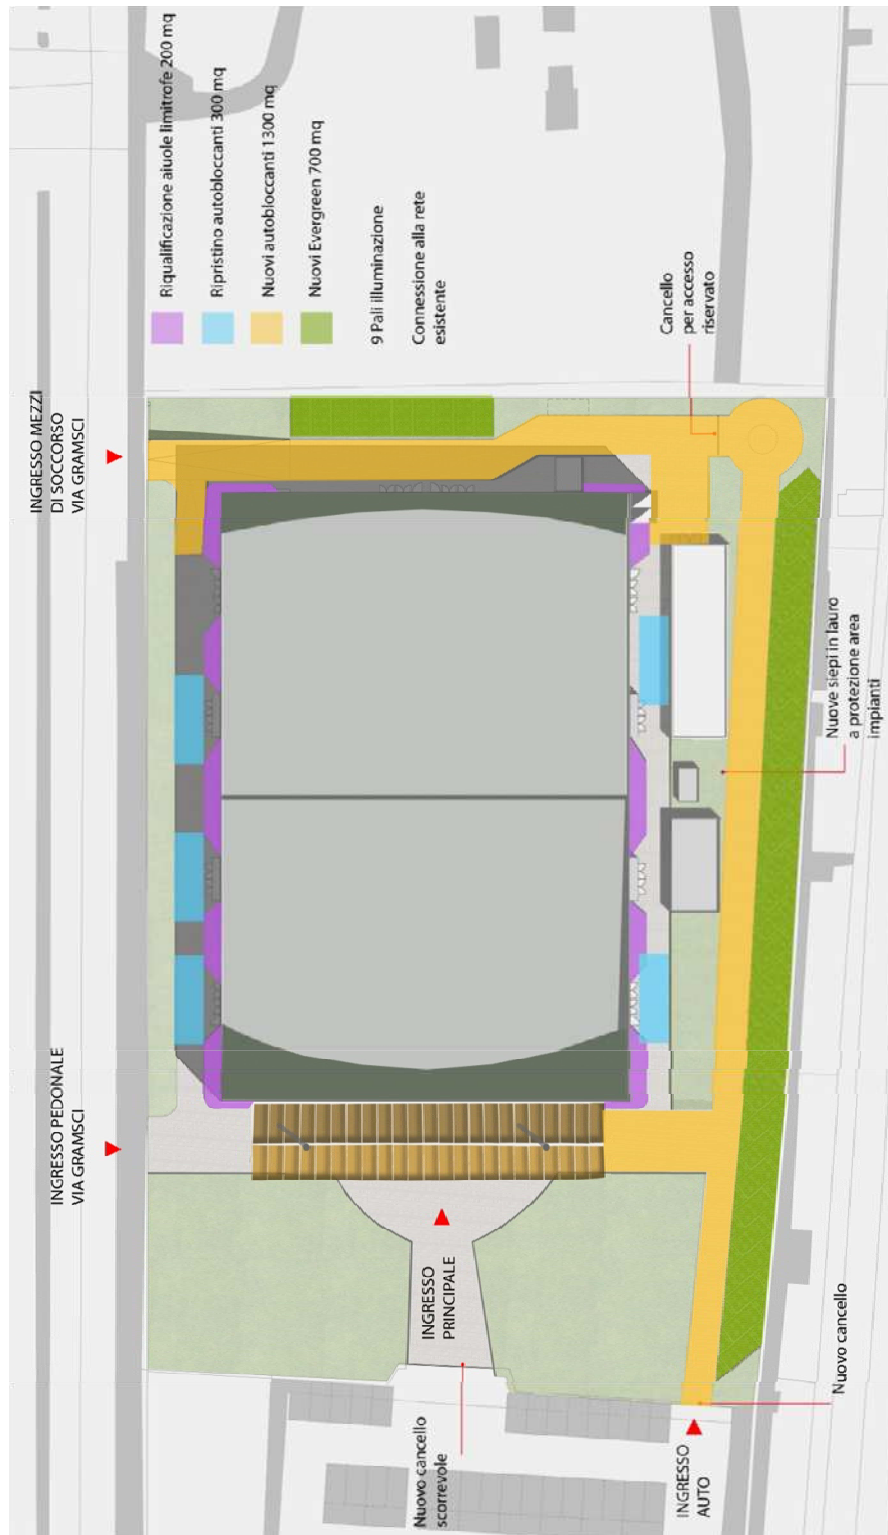 INGRESSO MEZZI
DI SOCCORSO
VIA GRAMSCI
Riqualificazione aiuole limitrofe 200 mq
Ripristino autobloccanti 300 mq
Nuovi autobloccanti 1300 mq
Nuovi Evergreen 700 mq
9 Pali illuminazione
Connessione alla rete
esistente
Cancello
per accesso
riservato
Nuove siepi in lauro
a protezione area
impianti
INGRESSO PEDONALE
VIA GRAMSCI
INGRESSO
PRINCIPALE
Nuovo cancello
scorrevole
INGRESSO
AUTO
Nuovo cancello